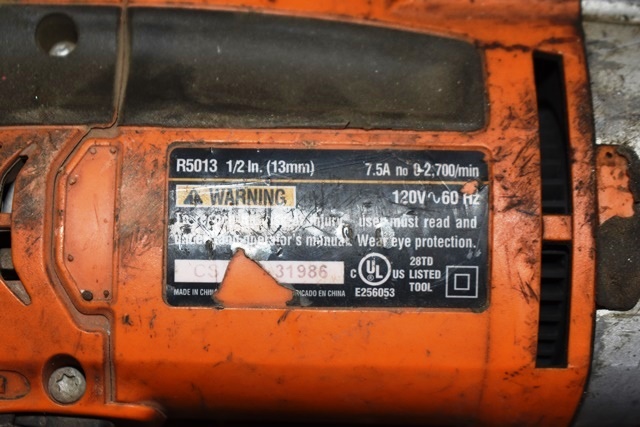 R5013 1/2 In. (13mm) 7.5A no 0-2,700/min
WARNING 120V~60 Hz
injury, user must read and
operator's manual. Wear eye protection.
CS 31986
C UL US 28TD
LISTED
TOOL
E256053
MADE IN CHINA EN CHINA